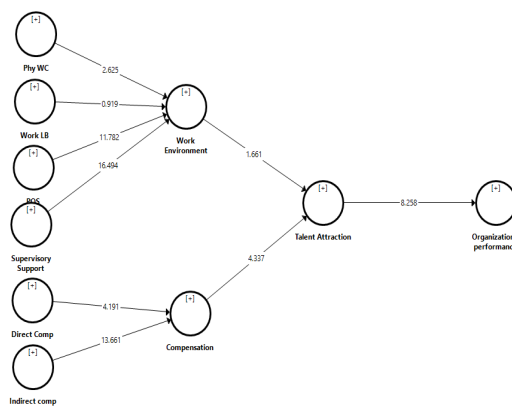 [+]
Phy WC
2.625
[+]
Work LB
0.919
[+]
Work
Environment
11.782
[+]
POS
16.494
[+]
Supervisory
Support
1.661
[+]
Talent Attraction
8.258
[+]
Organization
performanc
4.337
[+]
Direct Comp
4.191
[+]
Compensation
13.661
[+]
Indirect comp